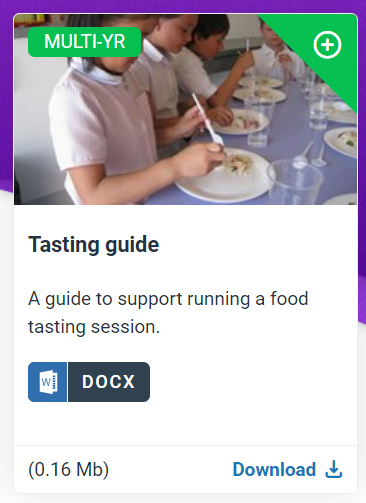 MULTI-YR
Tasting guide
A guide to support running a food
tasting session.
W DOCX
(0.16 Mb) Download